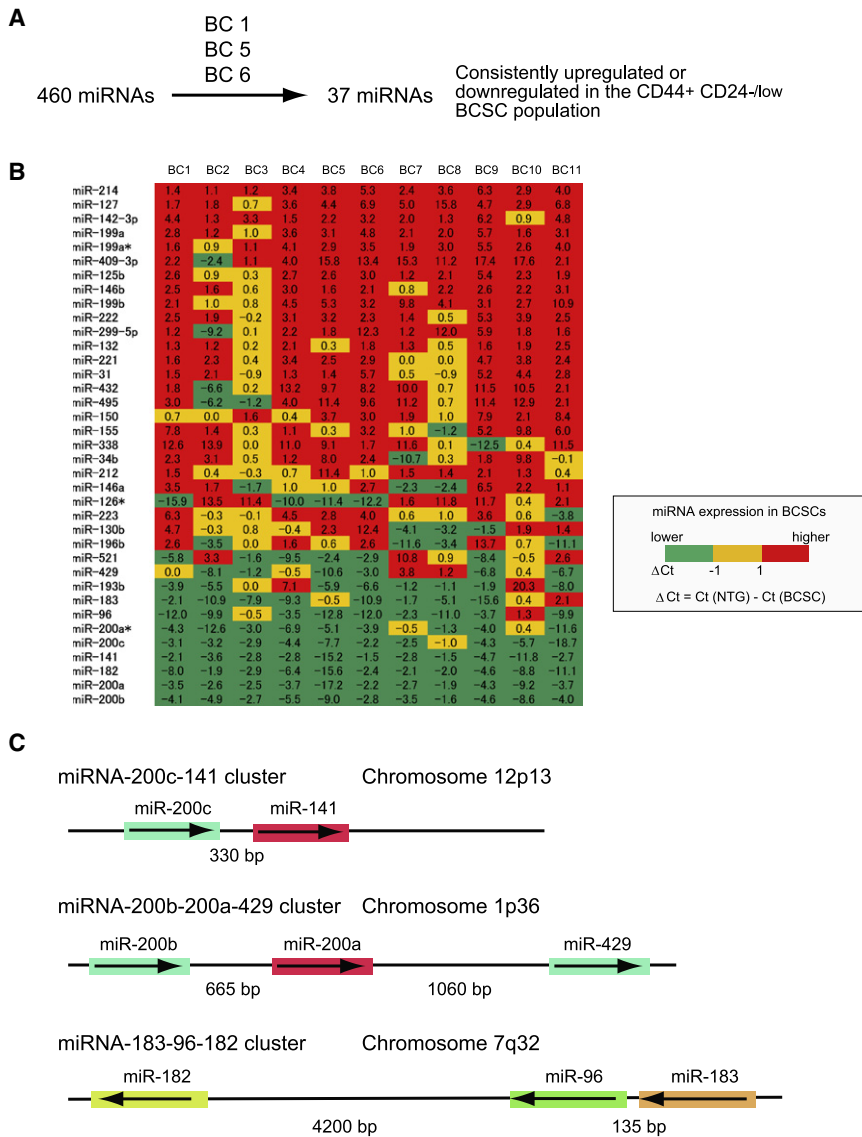 A
BC 1
BC 5
BC 6
460 miRNAs
37 miRNAs
Consistently upregulated or
downregulated in the CD44+ CD24-/low
BCSC population
B
BC1 BC2 BC3 BC4 BC5 BC6 BC7 BC8 BC9 BC10 BC11
miR-214 1.4 1.1 1.2 3.4 3.8 5.3 2.4 3.6 6.3 2.9 4.0
miR-127 1.7 1.8 0.7 3.6 4.4 6.9 5.0 15.8 4.7 2.9 6.8
miR-142-3p 4.4 1.3 3.3 1.5 2.2 3.2 2.0 1.3 6.2 0.9 4.8
miR-199a 2.8 1.2 1.0 3.6 3.1 4.8 2.1 2.0 5.7 1.6 3.1
miR-199a* 1.6 0.9 1.1 4.1 2.9 3.5 1.9 3.0 5.5 2.6 4.0
miR-409-3p 2.2 -2.4 1.1 4.0 15.8 13.4 15.3 11.2 17.4 17.6 2.1
miR-125b 2.6 0.9 0.3 2.7 2.6 3.0 1.2 2.1 5.4 2.3 1.9
miR-146b 2.5 1.6 0.6 3.0 1.6 2.1 0.8 2.2 2.6 2.2 3.1
miR-199b 2.1 1.0 0.8 4.5 5.3 3.2 9.8 4.1 3.1 2.7 10.9
miR-222 2.5 1.9 -0.2 3.1 3.2 2.3 1.4 0.5 5.3 3.9 2.5
miR-299-5p 1.2 -9.2 0.1 2.2 1.8 12.3 1.2 12.0 5.9 1.8 1.6
miR-132 1.3 1.2 0.2 2.1 0.3 1.8 1.3 0.5 1.6 1.9 2.5
miR-221 1.6 2.3 0.4 3.4 2.5 2.9 0.0 0.0 4.7 3.8 2.4
miR-31 1.5 2.1 -0.9 1.3 1.4 5.7 0.5 -0.9 5.2 4.4 2.8
miR-432 1.8 -6.6 0.2 13.2 9.7 8.2 10.0 0.7 11.5 10.5 2.1
miR-495 3.0 -6.2 -1.2 4.0 11.4 9.6 11.2 0.7 11.4 12.9 2.1
miR-150 0.7 0.0 1.6 0.4 3.7 3.0 1.9 1.0 7.9 2.1 8.4
miR-155 7.8 1.4 0.3 1.1 0.3 3.2 1.0 -1.2 5.2 9.8 6.0
miR-338 12.6 13.9 0.0 11.0 9.1 1.7 11.6 0.1 -12.5 0.4 11.5
miR-34b 2.3 3.1 0.5 1.2 8.0 2.4 -10.7 0.3 1.8 9.8 -0.1
miR-212 1.5 0.4 -0.3 0.7 11.4 1.0 1.5 1.4 2.1 1.3 0.4
miR-146a 3.5 1.7 -1.7 1.0 1.0 2.7 -2.3 -2.4 6.5 2.2 1.1
miR-126* -15.9 13.5 11.4 -10.0 -11.4 -12.2 1.6 11.8 11.7 0.4 2.1
miR-223 6.3 -0.3 -0.1 4.5 2.8 4.0 0.6 1.0 3.6 0.6 -3.8
miR-130b 4.7 -0.3 0.8 -0.4 2.3 12.4 -4.1 -3.2 -1.5 1.9 1.4
miR-196b 2.6 -3.5 0.0 1.6 0.6 2.6 -11.6 -3.4 13.7 0.7 -11.1
miR-521 -5.8 3.3 -1.6 -9.5 -2.4 -2.9 10.8 0.9 -8.4 -0.5 2.6
miR-429 0.0 -8.1 -1.2 -0.5 -10.6 -3.0 3.8 1.2 -6.8 0.4 -6.7
miR-193b -3.9 -5.5 0.0 7.1 -5.9 -6.6 -1.2 -1.1 -1.9 20.3 -8.0
miR-183 -2.1 -10.9 -7.9 -9.3 -0.5 -10.9 -1.7 -5.1 -15.6 0.4 2.1
miR-96 -12.0 -9.9 -0.5 -3.5 -12.8 -12.0 -2.3 -11.0 -3.7 1.3 -9.9
miR-200a* -4.3 -12.6 -3.0 -6.9 -5.1 -3.9 -0.5 -1.3 -4.0 0.4 -11.6
miR-200c -3.1 -3.2 -2.9 -4.4 -7.7 -2.2 -2.5 -1.0 -4.3 -5.7 -18.7
miR-141 -2.1 -3.6 -2.8 -2.8 -15.2 -1.5 -2.8 -1.5 -4.7 -11.8 -2.7
miR-182 -8.0 -1.9 -2.9 -6.4 -15.6 -2.4 -2.1 -2.0 -4.6 -8.8 -11.1
miR-200a -3.5 -2.6 -2.5 -3.7 -17.2 -2.2 -2.7 -1.9 -4.3 -9.2 -3.7
miR-200b -4.1 -4.9 -2.7 -5.5 -9.0 -2.8 -3.5 -1.6 -4.6 -8.6 -4.0
miRNA expression in BCSCs
lower higher
ΔCt -1 1
ΔCt = Ct (NTG) - Ct (BCSC)
C
miRNA-200c-141 cluster Chromosome 12p13
miR-200c miR-141
330 bp
miRNA-200b-200a-429 cluster Chromosome 1p36
miR-200b miR-200a miR-429
665 bp 1060 bp
miRNA-183-96-182 cluster Chromosome 7q32
miR-182 miR-96 miR-183
4200 bp 135 bp